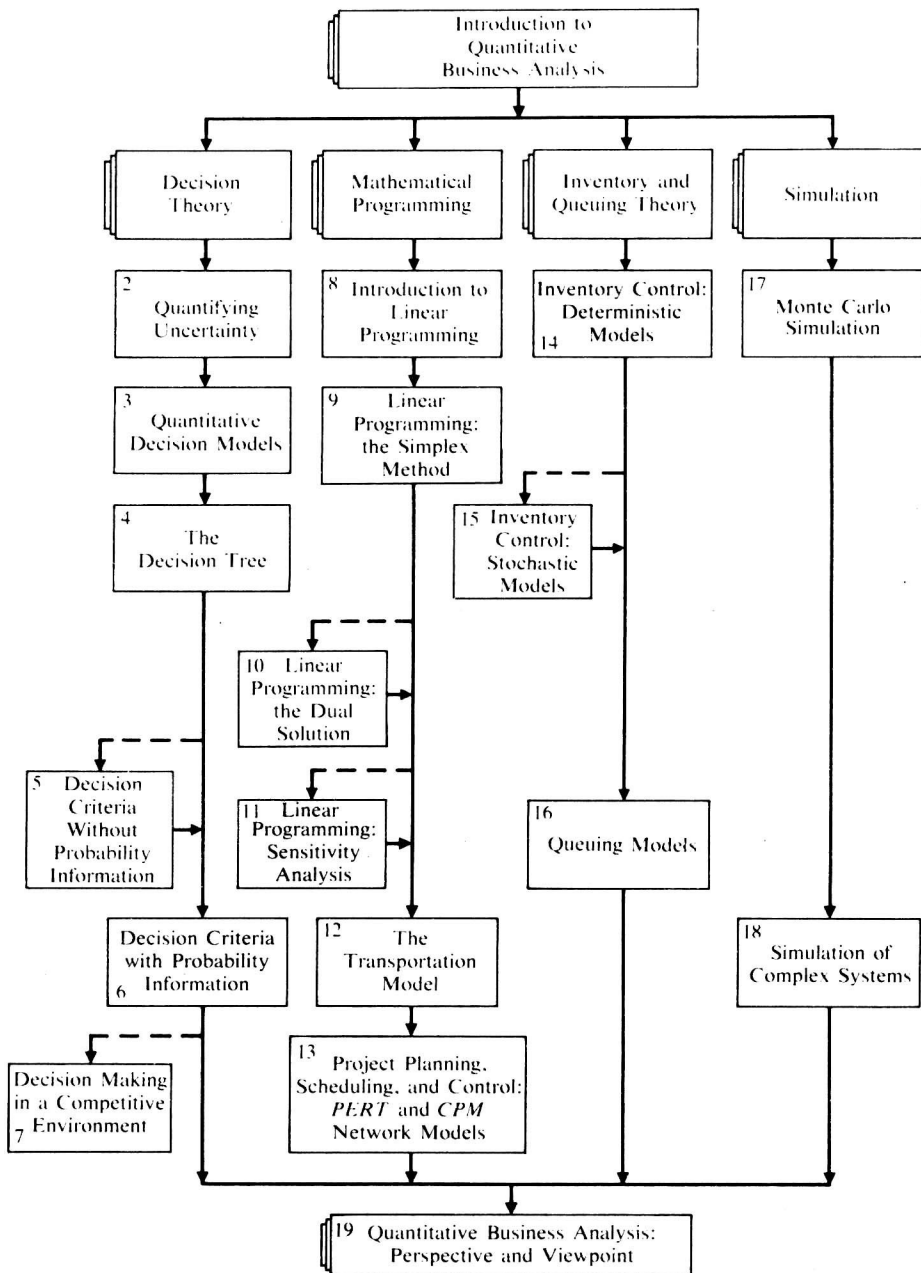 Introduction to
Quantitative
Business Analysis
Decision
Theory
Mathematical
Programming
Inventory and
Queuing Theory
Simulation
2
Quantifying
Uncertainty
3
Quantitative
Decision Models
4
The
Decision Tree
5 Decision
Criteria
Without
Probability
Information
Decision Criteria
with Probability
Information
6
Decision Making
in a Competitive
Environment
7
8
Introduction to
Linear
Programming
9 Linear
Programming:
the Simplex
Method
10 Linear
Programming:
the Dual
Solution
11 Linear
Programming:
Sensitivity
Analysis
12
The
Transportation
Model
13
Project Planning,
Scheduling, and Control:
PERT and CPM
Network Models
Inventory Control:
Deterministic
Models
14
15 Inventory
Control:
Stochastic
Models
16
Queuing Models
17
Monte Carlo
Simulation
18
Simulation of
Complex Systems
19 Quantitative Business Analysis:
Perspective and Viewpoint